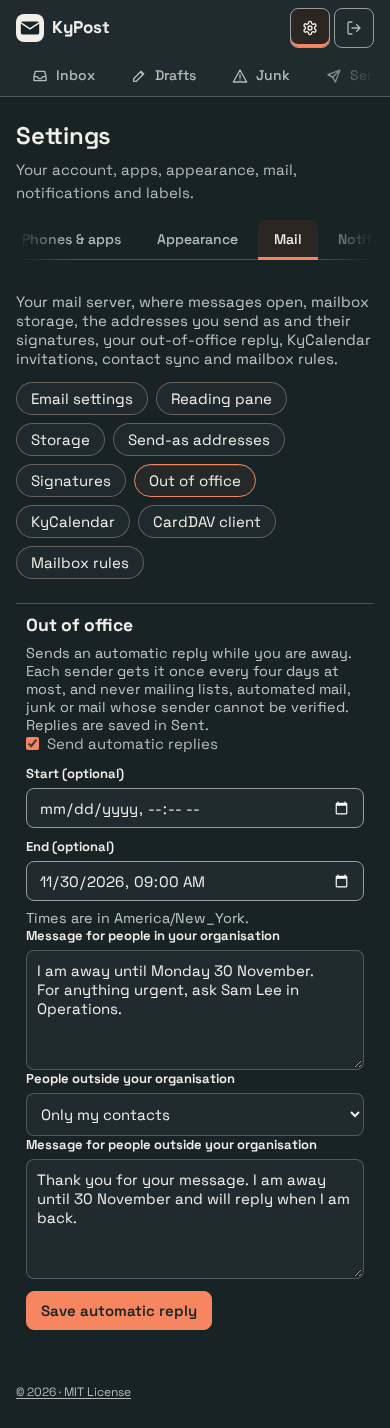 KyPost
Inbox
Drafts
Junk
Settings
Your account, apps, appearance, mail,
notifications and labels.
Phones & apps
Appearance
Mail
Your mail server, where messages open, mailbox
storage, the addresses you send as and their
signatures, your out-of-office reply, KyCalendar
invitations, contact sync and mailbox rules.
Email settings
Reading pane
Storage
Send-as addresses
Signatures
Out of office
KyCalendar
CardDAV client
Mailbox rules
Out of office
Sends an automatic reply while you are away.
Each sender gets it once every four days at
most, and never mailing lists, automated mail,
junk or mail whose sender cannot be verified.
Replies are saved in Sent.
Send automatic replies
Start (optional)
mm/dd/yyyy, --:-- --
End (optional)
11/30/2026, 09:00 AM
Times are in America/New_York.
Message for people in your organisation
I am away until Monday 30 November.
For anything urgent, ask Sam Lee in
Operations.
People outside your organisation
Only my contacts
Message for people outside your organisation
Thank you for your message. I am away
until 30 November and will reply when I am
back.
Save automatic reply
© 2026 · MIT License